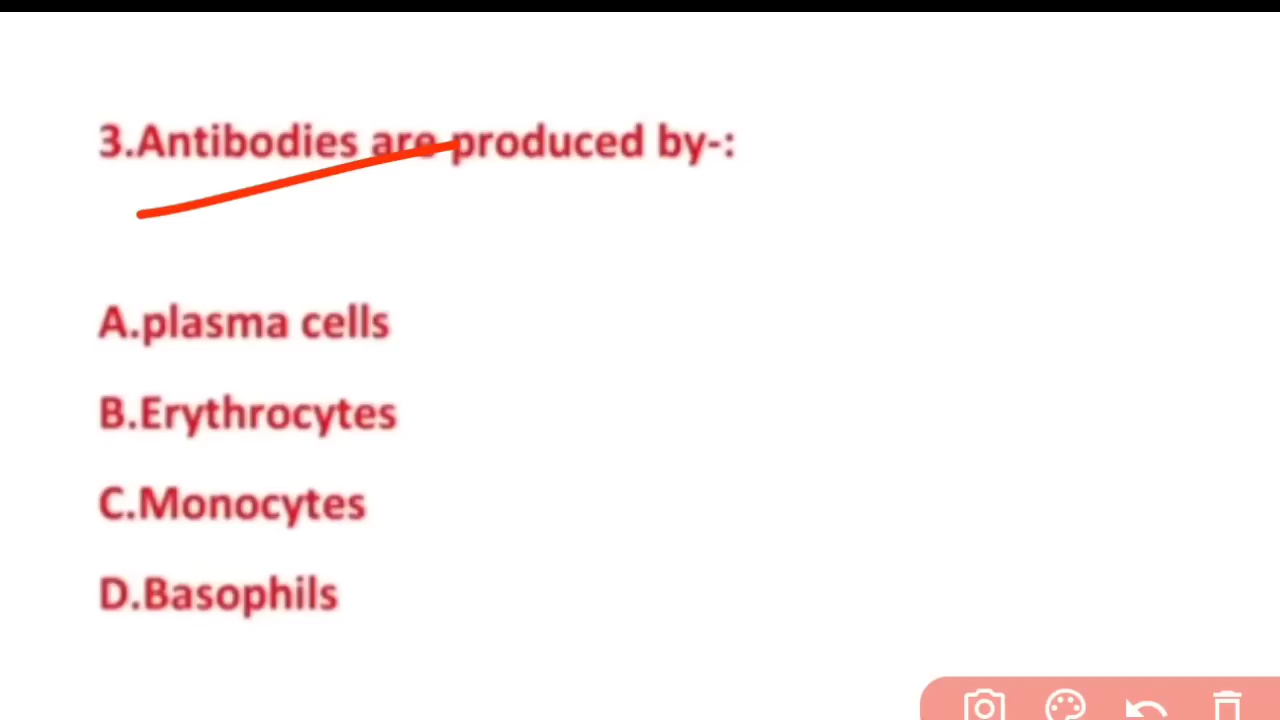 3.Antibodies are produced by-:
A.plasma cells
B.Erythrocytes
C.Monocytes
D.Basophils